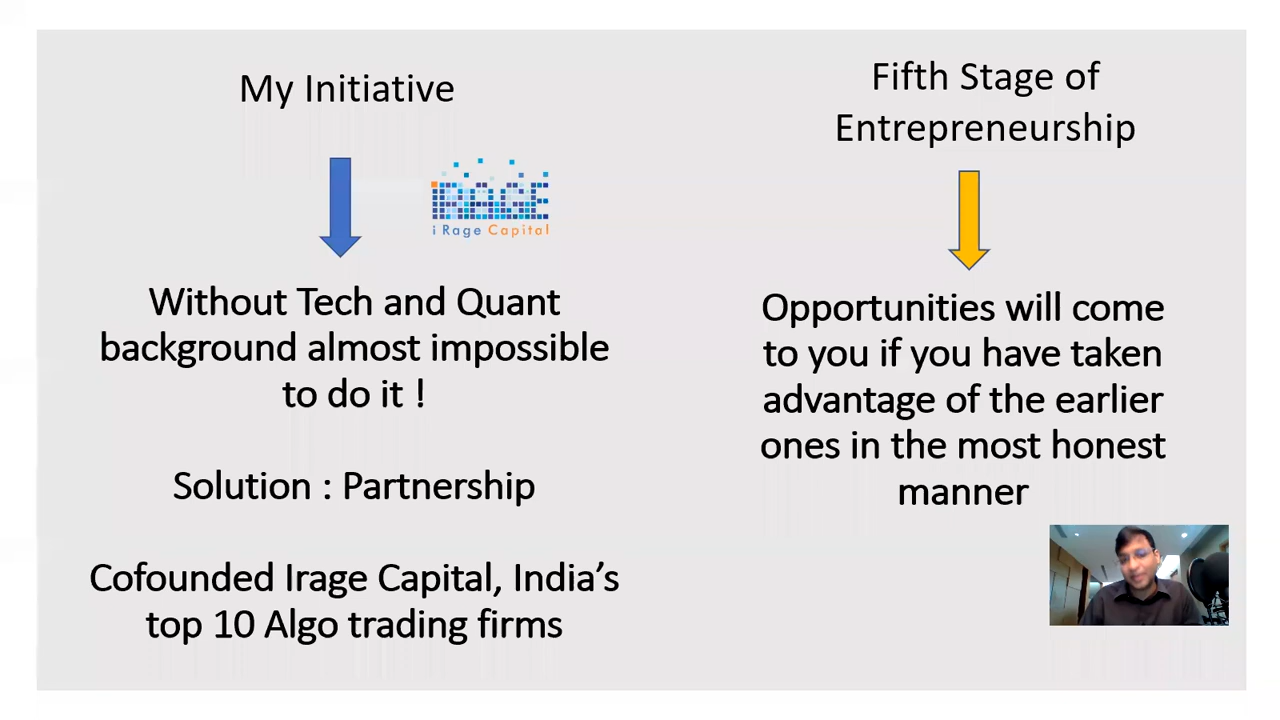 My Initiative
iRAGE
i Rage Capital
Without Tech and Quant
background almost impossible
to do it !
Solution : Partnership
Cofounded Irage Capital, India’s
top 10 Algo trading firms
Fifth Stage of
Entrepreneurship
Opportunities will come
to you if you have taken
advantage of the earlier
ones in the most honest
manner